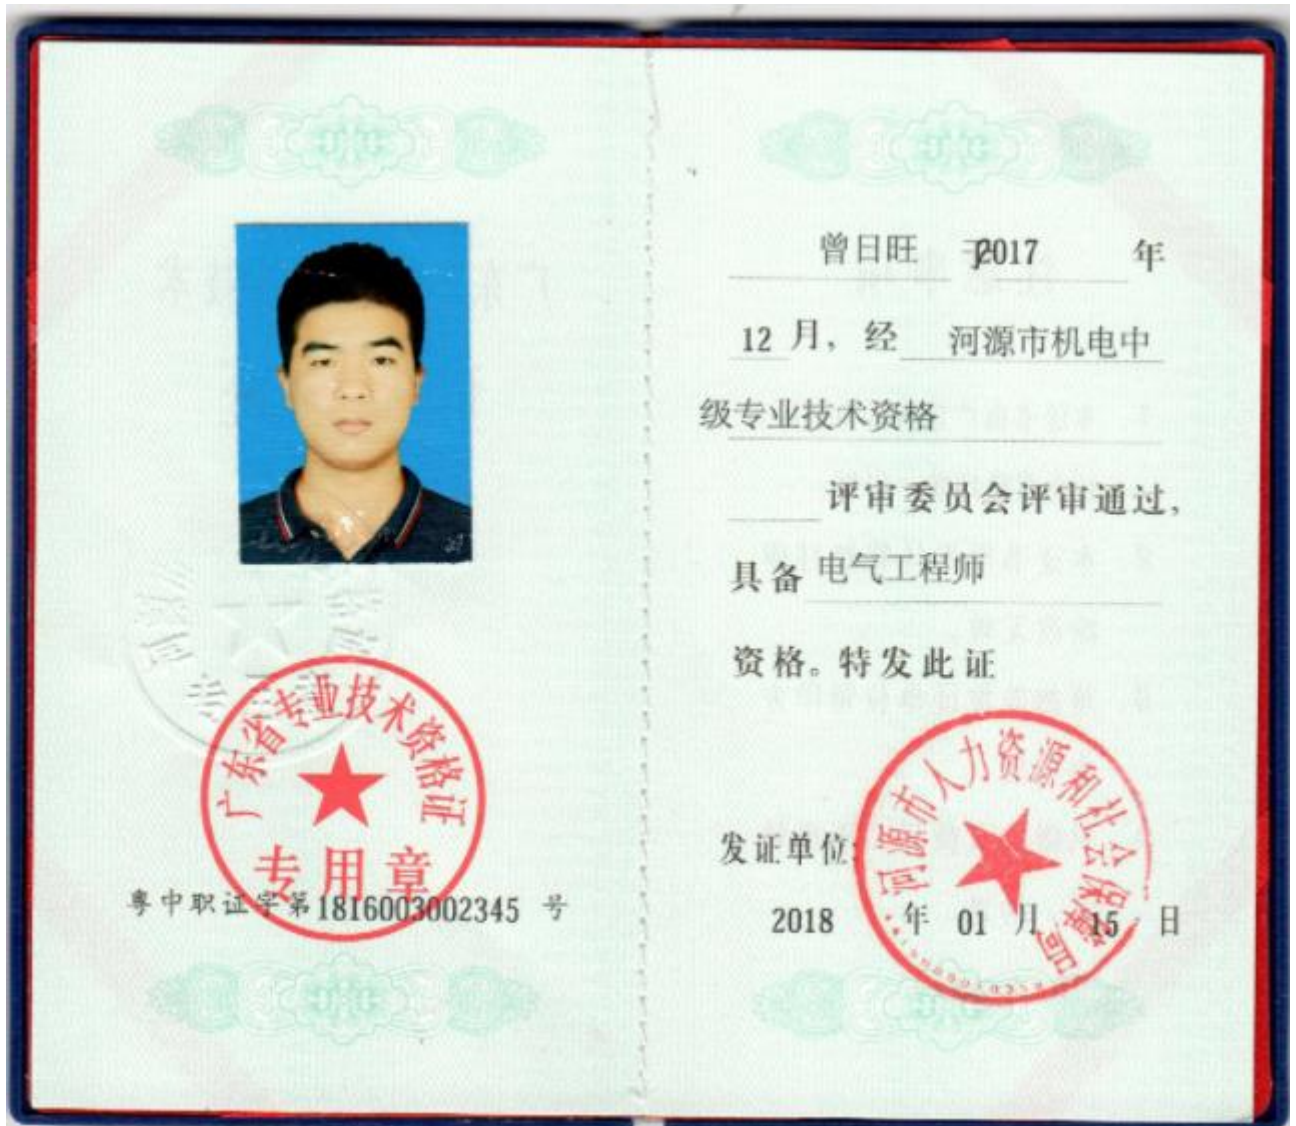 广东省专业技术资格证
专用章
粤中职证字第1816003002345 号
曾日旺 于2017 年
12 月，经 河源市机电中
级专业技术资格
评审委员会评审通过，
具备 电气工程师
资格。特发此证
河源市人力资源和社会保障局
发证单位：
2018 年 01 月 15 日